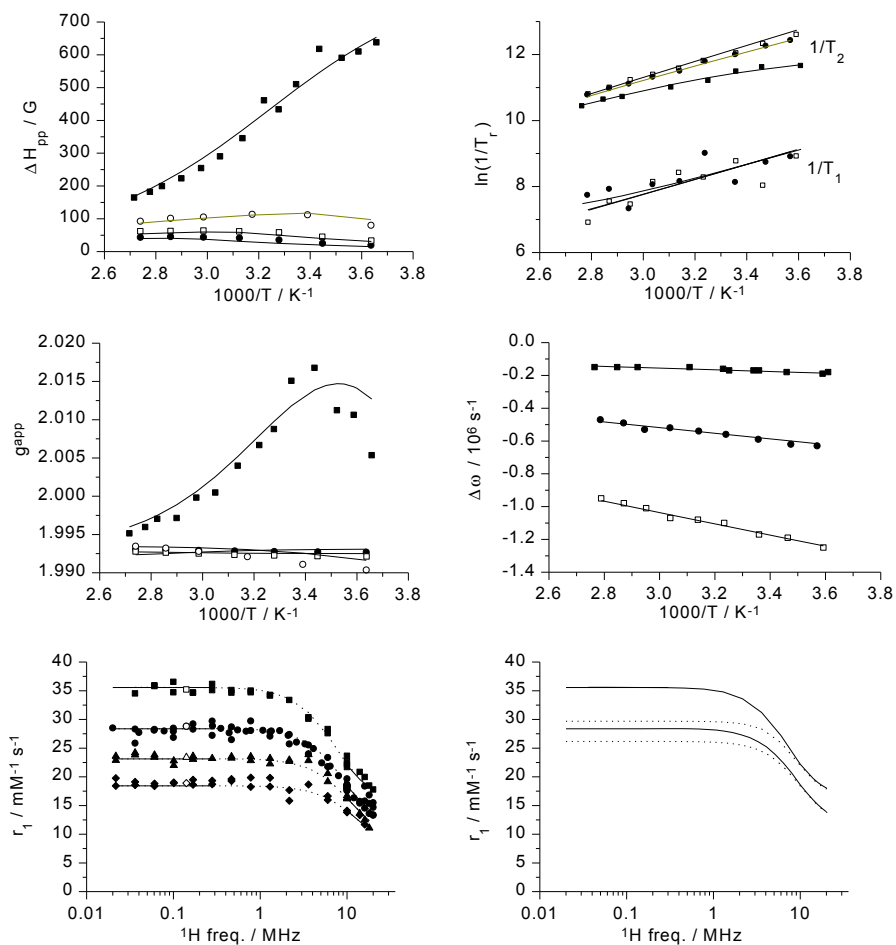 ΔH_pp / G
700
600
500
400
300
200
100
0
2.6 2.8 3.0 3.2 3.4 3.6 3.8
1000/T / K⁻¹
ln(1/T_r)
12
10
8
6
1/T₂
1/T₁
2.6 2.8 3.0 3.2 3.4 3.6 3.8
1000/T / K⁻¹
gᵃᵖᵖ
2.020
2.015
2.010
2.005
2.000
1.995
1.990
2.6 2.8 3.0 3.2 3.4 3.6 3.8
1000/T / K⁻¹
Δω / 10⁶ s⁻¹
-0.0
-0.2
-0.4
-0.6
-0.8
-1.0
-1.2
-1.4
2.6 2.8 3.0 3.2 3.4 3.6 3.8
1000/T / K⁻¹
r₁ / mM⁻¹ s⁻¹
40
35
30
25
20
15
10
5
0
0.01 0.1 1 10
¹H freq. / MHz
r₁ / mM⁻¹ s⁻¹
40
35
30
25
20
15
10
5
0
0.01 0.1 1 10
¹H freq. / MHz